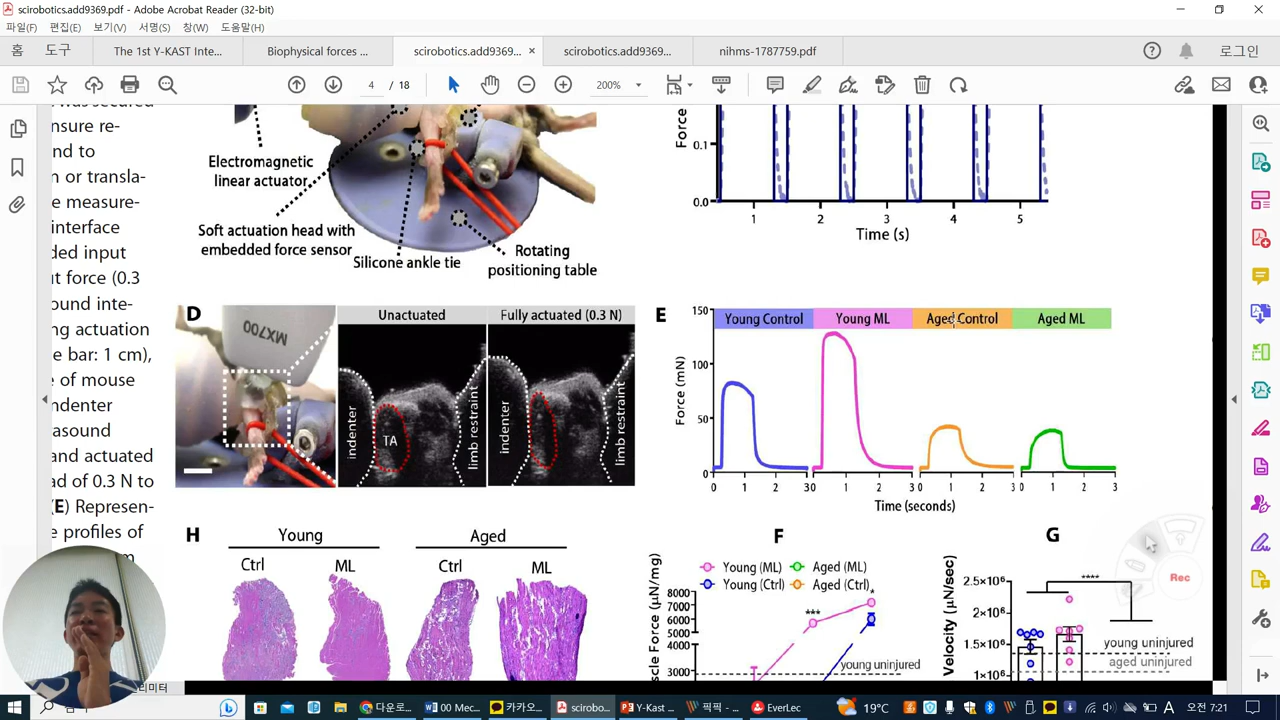 scirobotics.add9369.pdf - Adobe Acrobat Reader (32-bit)
파일(F) 편집(E) 보기(V) 서명(S) 창(W) 도움말(H)
홈 도구 The 1st Y-KAST Inte... Biophysical forces ... scirobotics.add9369... × scirobotics.add9369... nihms-1787759.pdf 로그인
4 / 18 200%
was secured
nsure re-
nd to
n or transla-
e measure-
interface
ded input
t force (0.3
ound inte-
ng actuation
e bar: 1 cm),
e of mouse
ndenter
asound
and actuated
ad of 0.3 N to
(E) Represen-
e profiles of
Electromagnetic
linear actuator
Soft actuation head with
embedded force sensor
Silicone ankle tie
Rotating
positioning table
Force
0.1
0.0
1 2 3 4 5
Time (s)
D
MX700
Unactuated
Fully actuated (0.3 N)
indenter
TA
limb restraint
indenter
limb restraint
E
Young Control Young ML Aged Control Aged ML
Force (mN)
150
100
50
0
0 1 2 3 0 1 2 3 0 1 2 3 0 1 2 3
Time (seconds)
H
Young Aged
Ctrl ML Ctrl ML
F
Young (ML) Aged (ML)
Young (Ctrl) Aged (Ctrl)
scle Force (µN/mg)
8000
7000
6000
5000
4000
3000
***
*
young uninjured
G
Velocity (µN/sec)
2.5×10⁶
2×10⁶
1.5×10⁶
1×10⁶
****
young uninjured
aged uninjured
Rec
리미터
다운로... 00 Mec... 카카오... scirobo... Y-Kast ... 픽픽 - ... EverLec 19°C A 오전 7:21